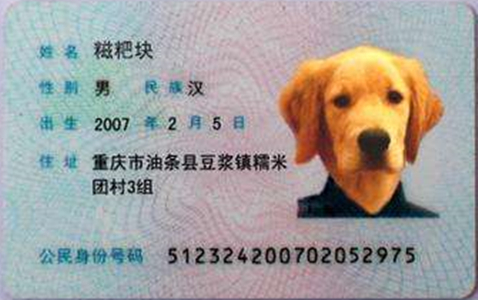 姓名 糍粑块
性别 男 民族 汉
出生 2007 年 2 月 5 日
住址 重庆市油条县豆浆镇糯米
团村3组
公民身份号码 512324200702052975